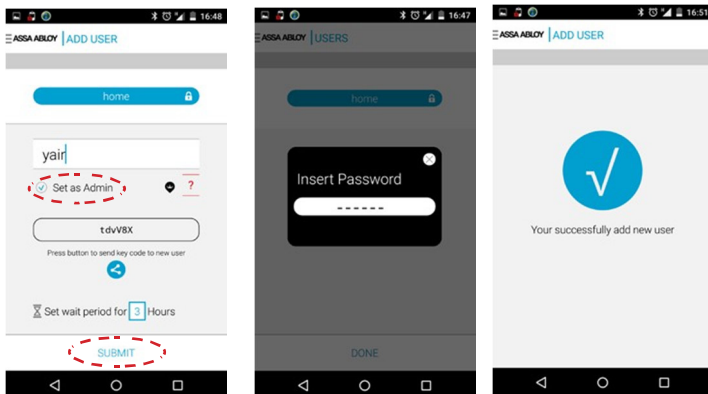 16:48
ASSA ABLOY ADD USER
home
yair
Set as Admin ?
tdvV8X
Press button to send key code to new user
Set wait period for 3 Hours
SUBMIT
16:47
ASSA ABLOY USERS
home
Insert Password
------
DONE
16:51
ASSA ABLOY ADD USER
√
Your successfully add new user